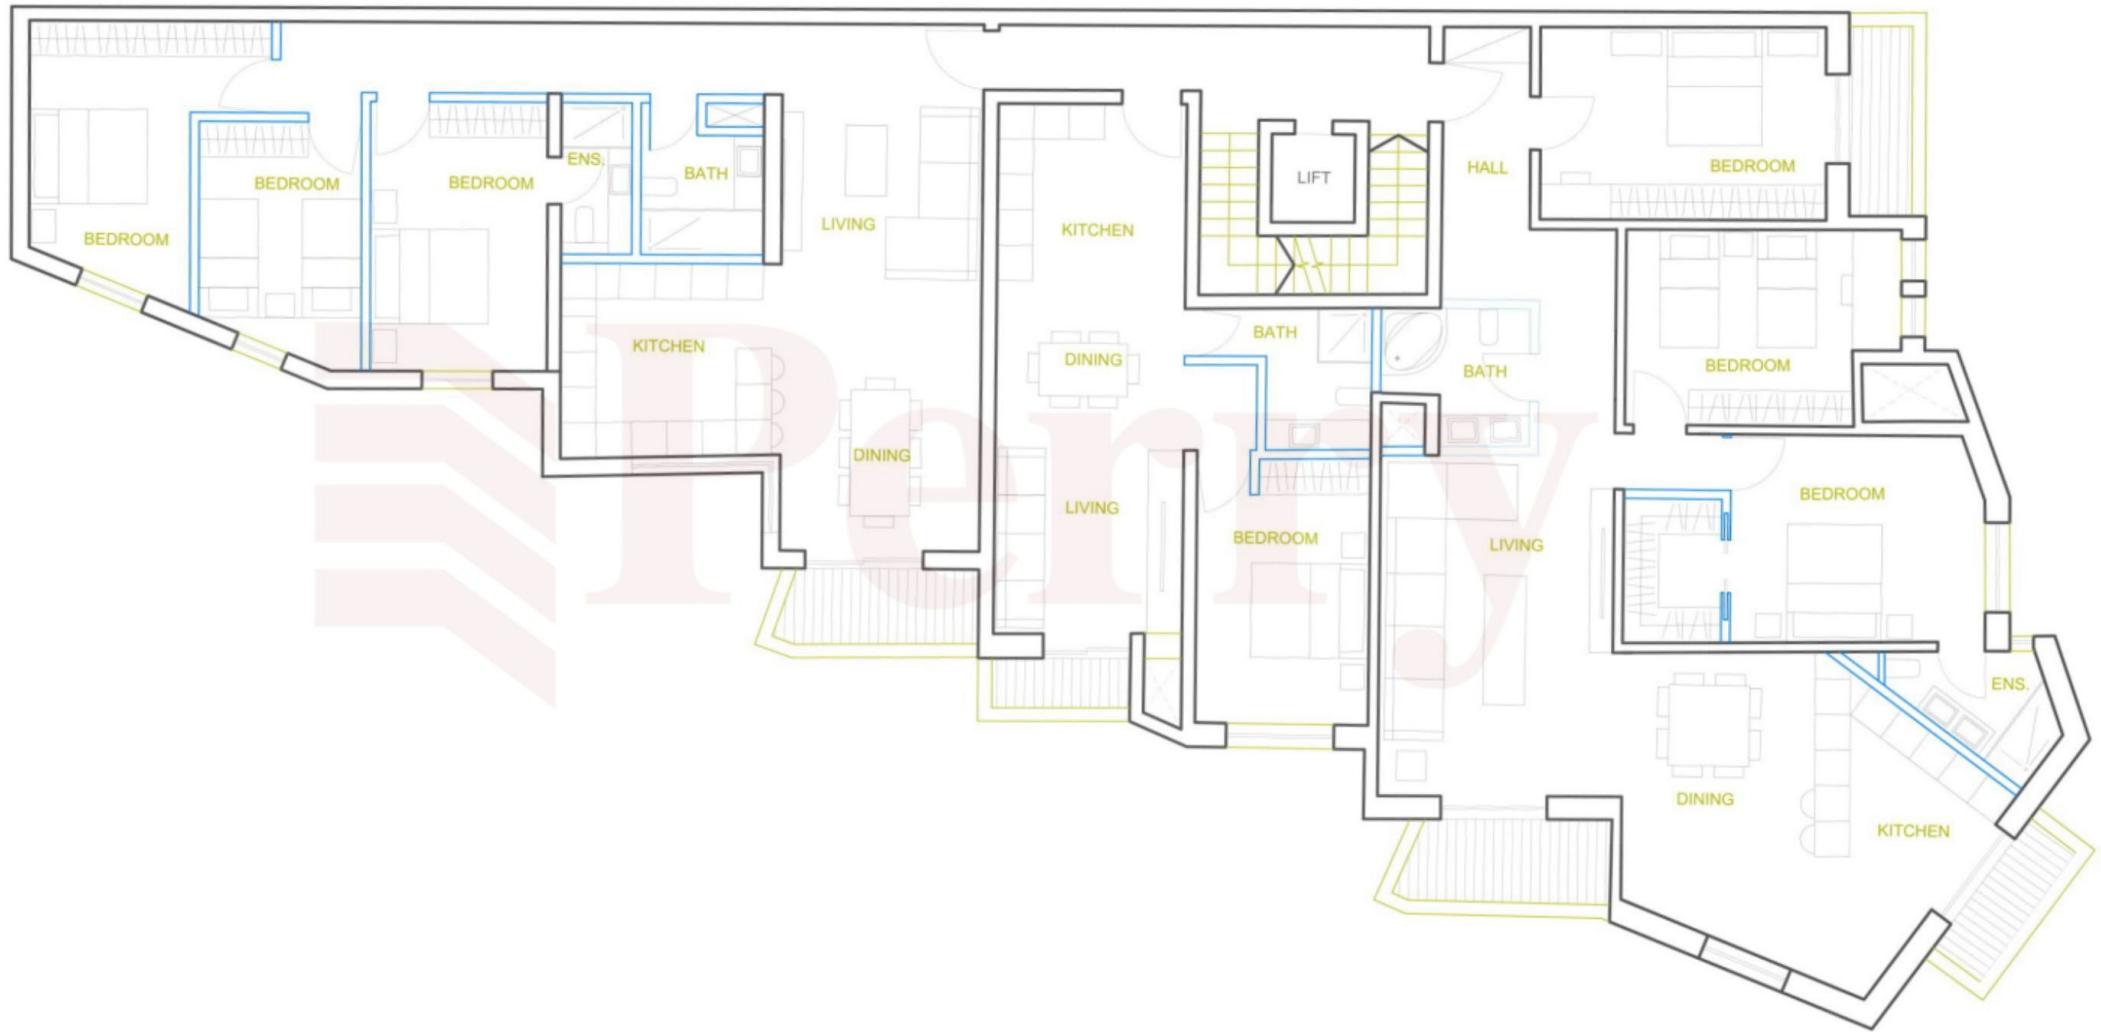 BEDROOM
BEDROOM
BEDROOM
ENS.
BATH
LIVING
KITCHEN
DINING
KITCHEN
DINING
LIVING
LIFT
HALL
BATH
BEDROOM
BATH
LIVING
BEDROOM
BEDROOM
BEDROOM
ENS.
DINING
KITCHEN
Perry